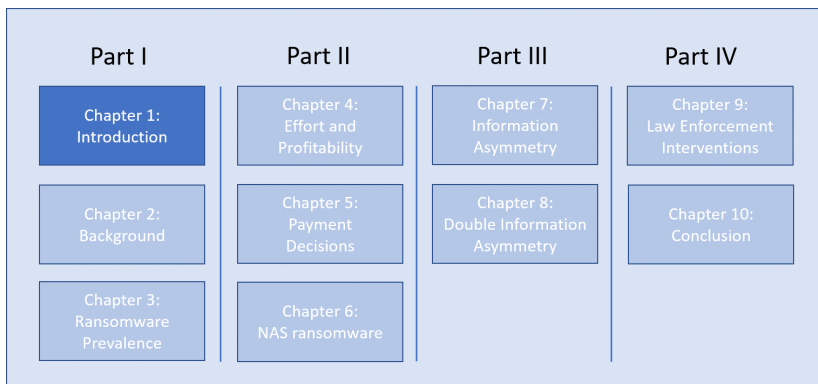 Part I
Chapter 1:
Introduction
Chapter 2:
Background
Chapter 3:
Ransomware
Prevalence
Part II
Chapter 4:
Effort and
Profitability
Chapter 5:
Payment
Decisions
Chapter 6:
NAS ransomware
Part III
Chapter 7:
Information
Asymmetry
Chapter 8:
Double Information
Asymmetry
Part IV
Chapter 9:
Law Enforcement
Interventions
Chapter 10:
Conclusion